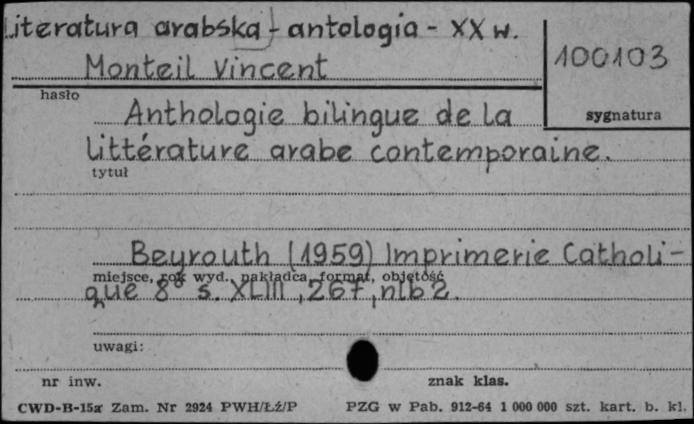 Literatura arabska - antologia - XX w.
Monteil Vincent
100103
hasło
sygnatura
Anthologie bilingue de la
littérature arabe contemporaine.
tytuł
Beyrouth (1959) Imprimerie Catholi-
miejsce, rok wyd., nakładca, format, objętość
que 8° s. XLIII, 267, nlb 2.
uwagi:
nr inw.
znak klas.
CWD-B-15a Zam. Nr 2924 PWH/Łź/P
PZG w Pab. 912-64 1 000 000 szt. kart. b. kl.